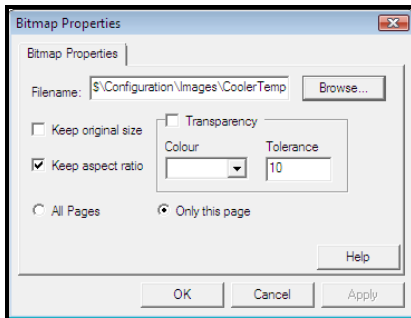 Bitmap Properties
Bitmap Properties
Filename: $\Configuration\Images\CoolerTemp Browse...
Keep original size Transparency
Colour Tolerance
Keep aspect ratio 10
All Pages Only this page
Help
OK Cancel Apply